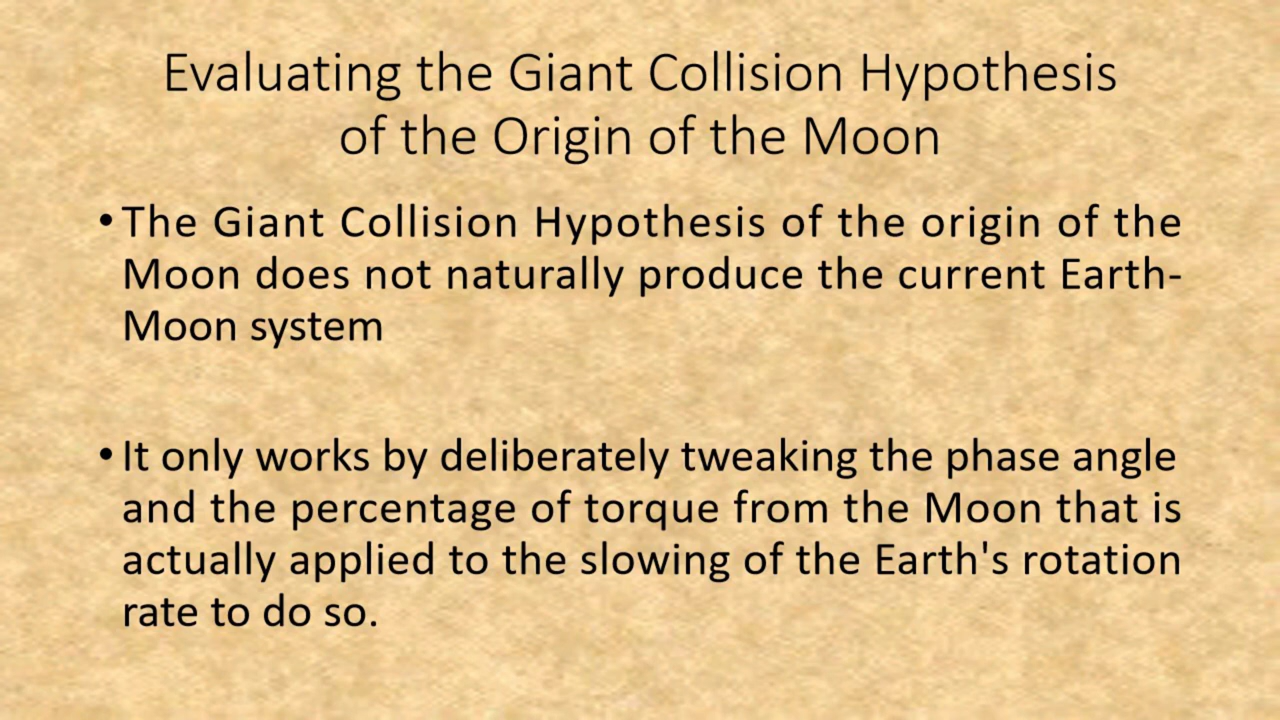 Evaluating the Giant Collision Hypothesis
of the Origin of the Moon
•The Giant Collision Hypothesis of the origin of the
Moon does not naturally produce the current Earth-
Moon system
•It only works by deliberately tweaking the phase angle
and the percentage of torque from the Moon that is
actually applied to the slowing of the Earth's rotation
rate to do so.